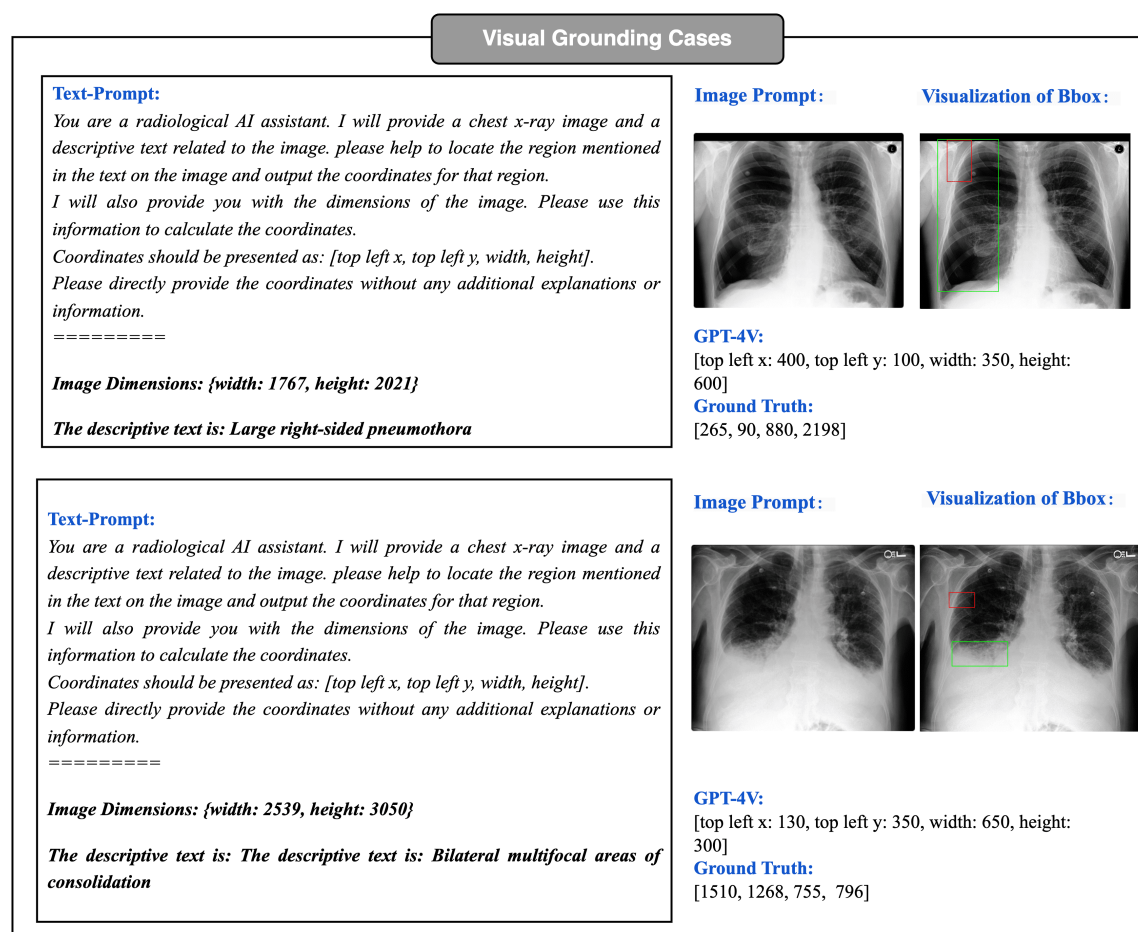 Visual Grounding Cases
Text-Prompt:
You are a radiological AI assistant. I will provide a chest x-ray image and a
descriptive text related to the image. please help to locate the region mentioned
in the text on the image and output the coordinates for that region.
I will also provide you with the dimensions of the image. Please use this
information to calculate the coordinates.
Coordinates should be presented as: [top left x, top left y, width, height].
Please directly provide the coordinates without any additional explanations or
information.
=========
Image Dimensions: {width: 1767, height: 2021}
The descriptive text is: Large right-sided pneumothora
Image Prompt:
Visualization of Bbox:
GPT-4V:
[top left x: 400, top left y: 100, width: 350, height:
600]
Ground Truth:
[265, 90, 880, 2198]
Text-Prompt:
You are a radiological AI assistant. I will provide a chest x-ray image and a
descriptive text related to the image. please help to locate the region mentioned
in the text on the image and output the coordinates for that region.
I will also provide you with the dimensions of the image. Please use this
information to calculate the coordinates.
Coordinates should be presented as: [top left x, top left y, width, height].
Please directly provide the coordinates without any additional explanations or
information.
=========
Image Dimensions: {width: 2539, height: 3050}
The descriptive text is: The descriptive text is: Bilateral multifocal areas of
consolidation
Image Prompt:
Visualization of Bbox:
GPT-4V:
[top left x: 130, top left y: 350, width: 650, height:
300]
Ground Truth:
[1510, 1268, 755, 796]